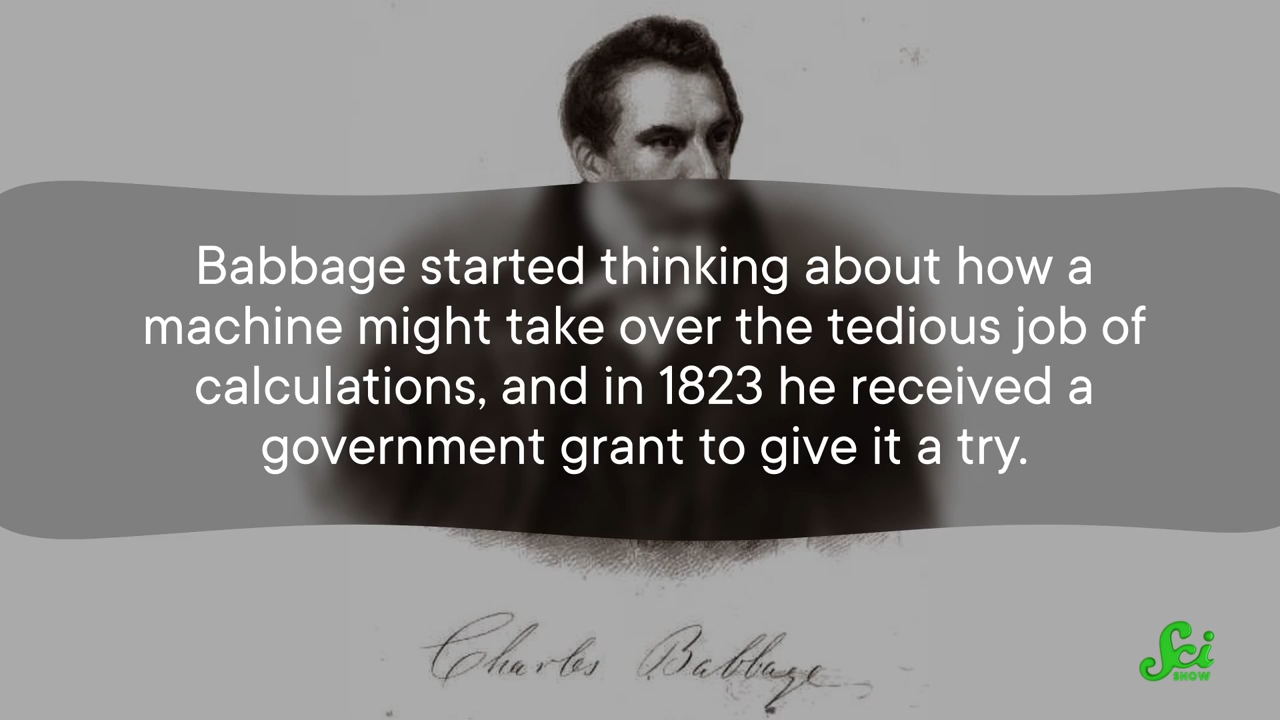 Babbage started thinking about how a
machine might take over the tedious job of
calculations, and in 1823 he received a
government grant to give it a try.
Charles Babbage
Sci
SHOW